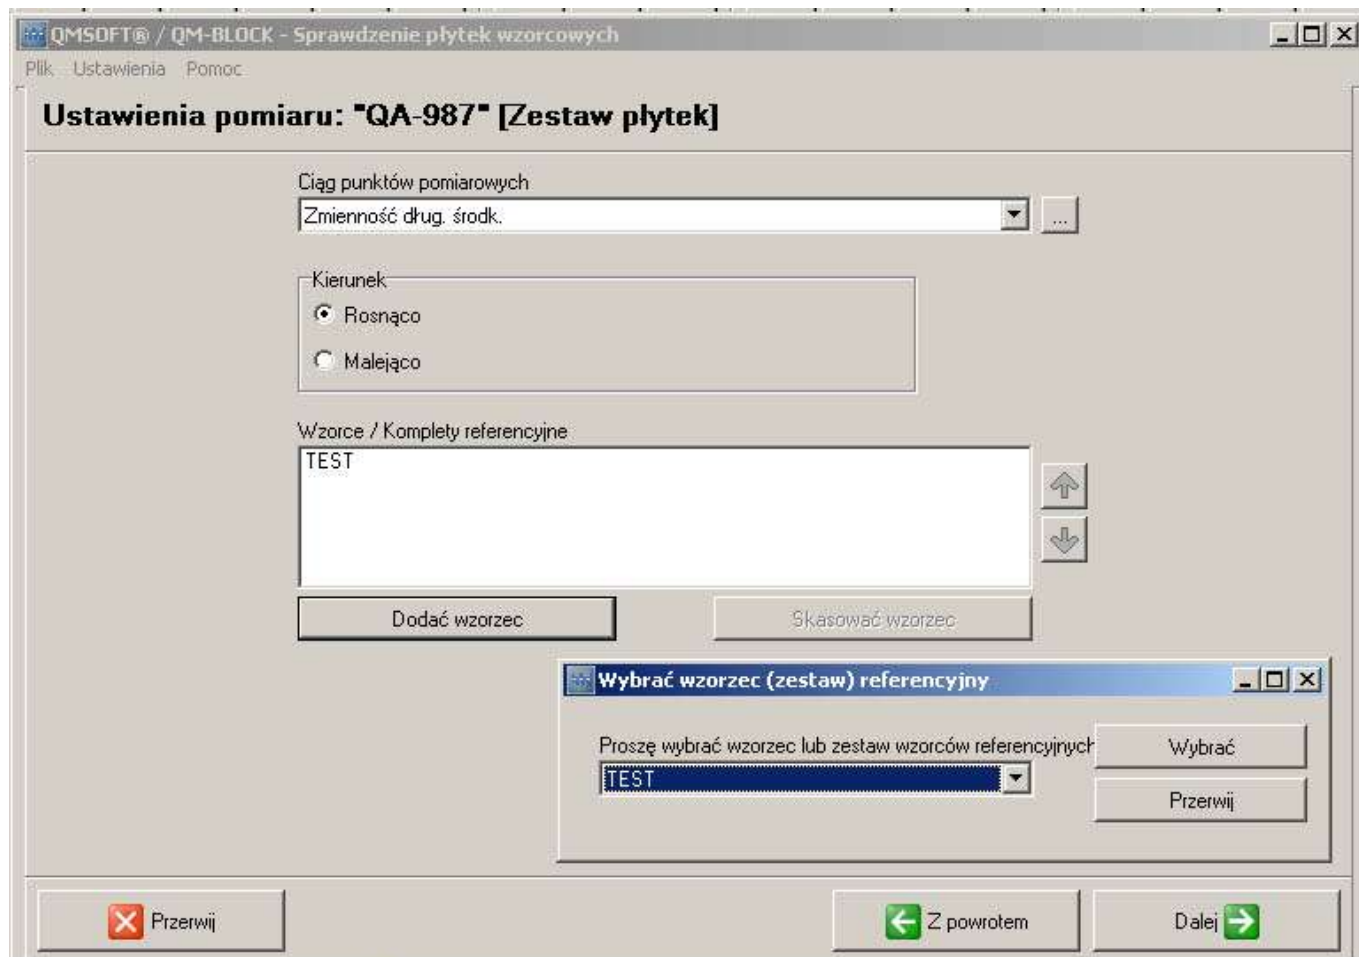 QMSOFT® / QM-BLOCK - Sprawdzenie płytek wzorcowych
Plik Ustawienia Pomoc
Ustawienia pomiaru: "QA-987" [Zestaw płytek]
Ciąg punktów pomiarowych
Zmienność dług. środk.
...
Kierunek
Rosnąco
Malejąco
Wzorce / Komplety referencyjne
TEST
Dodać wzorzec
Skasować wzorzec
Wybrać wzorzec (zestaw) referencyjny
Proszę wybrać wzorzec lub zestaw wzorców referencyjnych
TEST
Wybrać
Przerwij
Przerwij
Z powrotem
Dalej